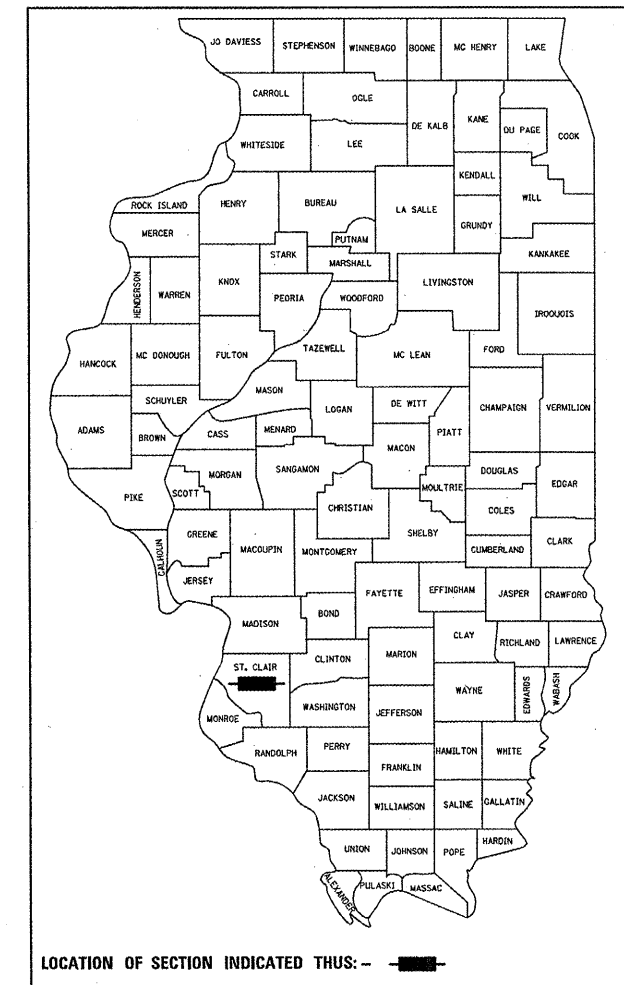 JO DAVIESS STEPHENSON WINNEBAGO BOONE MC HENRY LAKE
CARROLL OGLE DE KALB KANE DU PAGE COOK
WHITESIDE LEE KENDALL WILL
ROCK ISLAND HENRY BUREAU LA SALLE GRUNDY
MERCER PUTNAM KANKAKEE
STARK MARSHALL
HENDERSON WARREN KNOX PEORIA WOODFORD LIVINGSTON IROQUOIS
HANCOCK MC DONOUGH FULTON TAZEWELL MC LEAN FORD
SCHUYLER MASON LOGAN DE WITT CHAMPAIGN VERMILION
ADAMS BROWN CASS MENARD MACON PIATT
PIKE SCOTT MORGAN SANGAMON CHRISTIAN MOULTRIE DOUGLAS EDGAR
COLES
CALHOUN GREENE MACOUPIN MONTGOMERY SHELBY CUMBERLAND CLARK
JERSEY FAYETTE EFFINGHAM JASPER CRAWFORD
MADISON BOND CLAY RICHLAND LAWRENCE
ST. CLAIR CLINTON MARION WAYNE EDWARDS WABASH
MONROE WASHINGTON JEFFERSON
RANDOLPH PERRY FRANKLIN HAMILTON WHITE
JACKSON WILLIAMSON SALINE GALLATIN
UNION JOHNSON POPE HARDIN
ALEXANDER PULASKI MASSAC
LOCATION OF SECTION INDICATED THUS: -